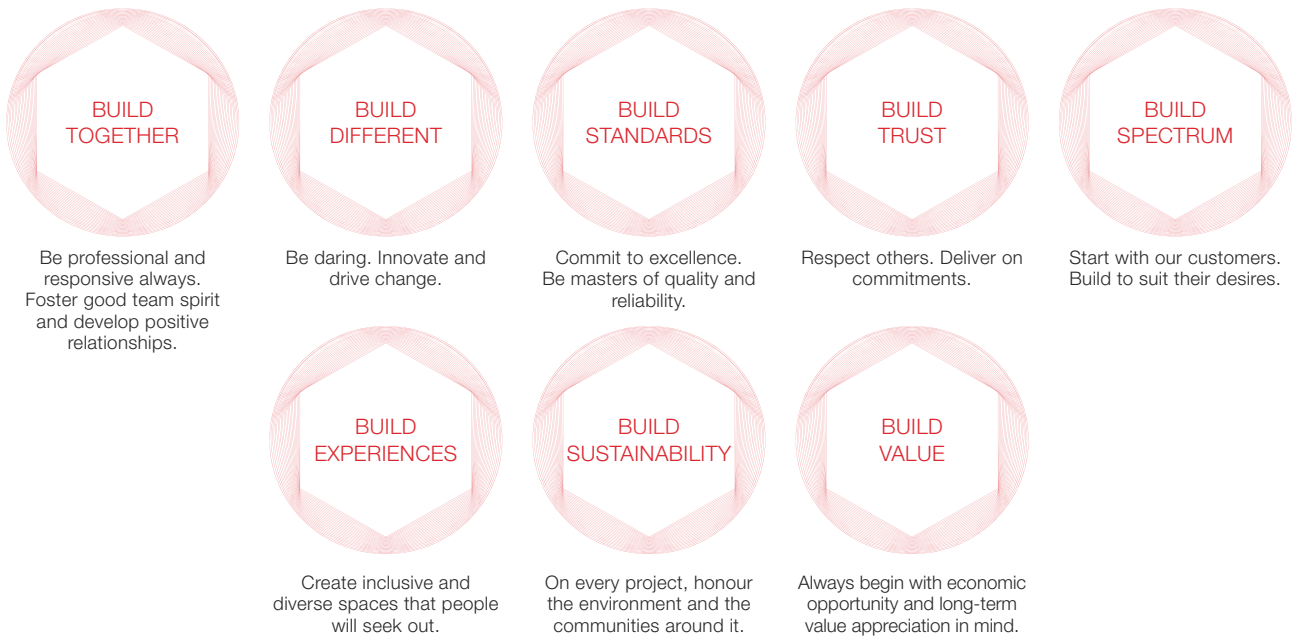 BUILD
TOGETHER
Be professional and
responsive always.
Foster good team spirit
and develop positive
relationships.
BUILD
DIFFERENT
Be daring. Innovate and
drive change.
BUILD
STANDARDS
Commit to excellence.
Be masters of quality and
reliability.
BUILD
TRUST
Respect others. Deliver on
commitments.
BUILD
SPECTRUM
Start with our customers.
Build to suit their desires.
BUILD
EXPERIENCES
Create inclusive and
diverse spaces that people
will seek out.
BUILD
SUSTAINABILITY
On every project, honour
the environment and the
communities around it.
BUILD
VALUE
Always begin with economic
opportunity and long-term
value appreciation in mind.